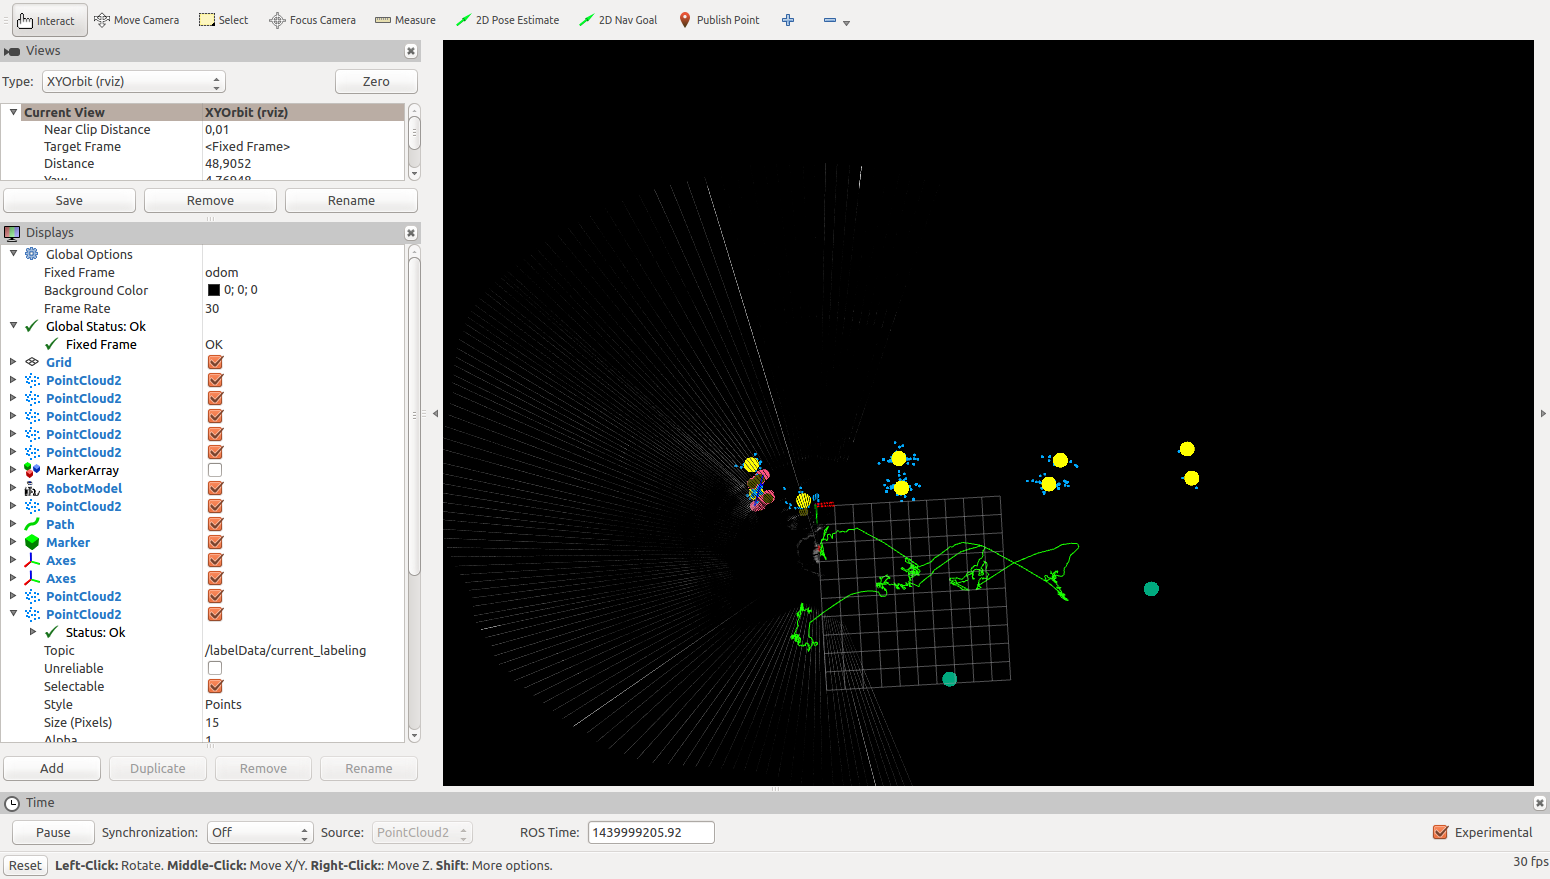 Interact Move Camera Select Focus Camera Measure 2D Pose Estimate 2D Nav Goal Publish Point
Views
Type: XYOrbit (rviz) Zero
Current View XYOrbit (rviz)
Near Clip Distance 0,01
Target Frame <Fixed Frame>
Distance 48,9052
Yaw 4,76948
Save Remove Rename
Displays
Global Options
Fixed Frame odom
Background Color 0; 0; 0
Frame Rate 30
Global Status: Ok
Fixed Frame OK
Grid
PointCloud2
PointCloud2
PointCloud2
PointCloud2
PointCloud2
MarkerArray
RobotModel
PointCloud2
Path
Marker
Axes
Axes
PointCloud2
PointCloud2
Status: Ok
Topic /labelData/current_labeling
Unreliable
Selectable
Style Points
Size (Pixels) 15
Alpha 1
Add Duplicate Remove Rename
Time
Pause Synchronization: Off Source: PointCloud2 ROS Time: 1439999205.92 Experimental
Reset Left-Click: Rotate. Middle-Click: Move X/Y. Right-Click:: Move Z. Shift: More options. 30 fps